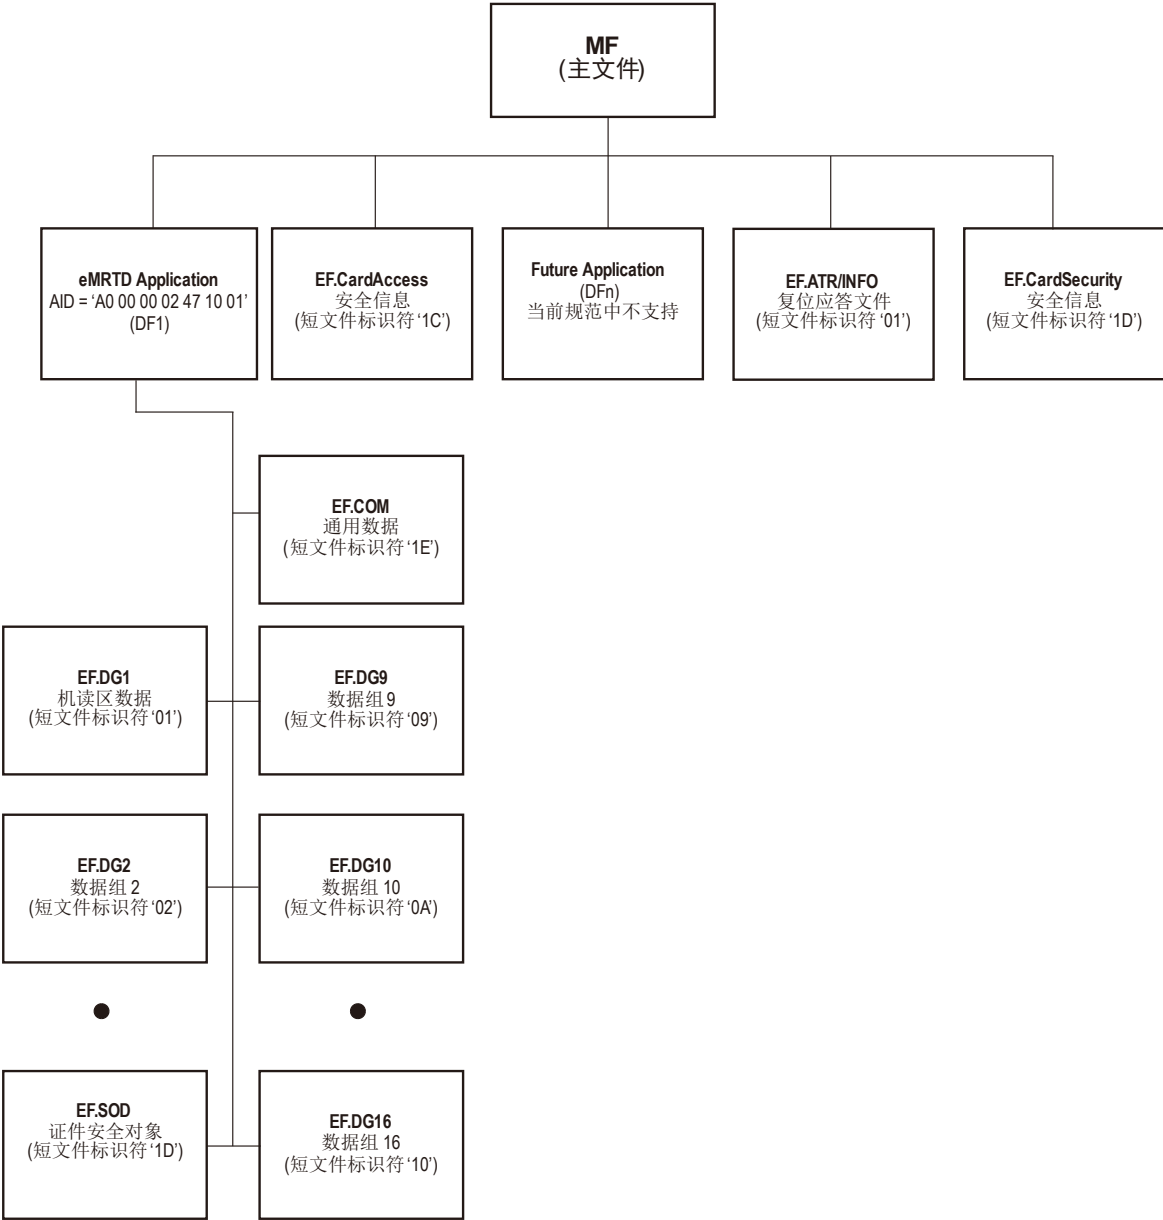 MF
(主文件)
eMRTD Application
AID = ‘A0 00 00 02 47 10 01’
(DF1)
EF.CardAccess
安全信息
(短文件标识符 ‘1C’)
Future Application
(DFn)
当前规范中不支持
EF.ATR/INFO
复位应答文件
(短文件标识符 ‘01’)
EF.CardSecurity
安全信息
(短文件标识符 ‘1D’)
EF.COM
通用数据
(短文件标识符 ‘1E’)
EF.DG1
机读区数据
(短文件标识符 ‘01’)
EF.DG9
数据组 9
(短文件标识符 ‘09’)
EF.DG2
数据组 2
(短文件标识符 ‘02’)
EF.DG10
数据组 10
(短文件标识符 ‘0A’)
EF.SOD
证件安全对象
(短文件标识符 ‘1D’)
EF.DG16
数据组 16
(短文件标识符 ‘10’)